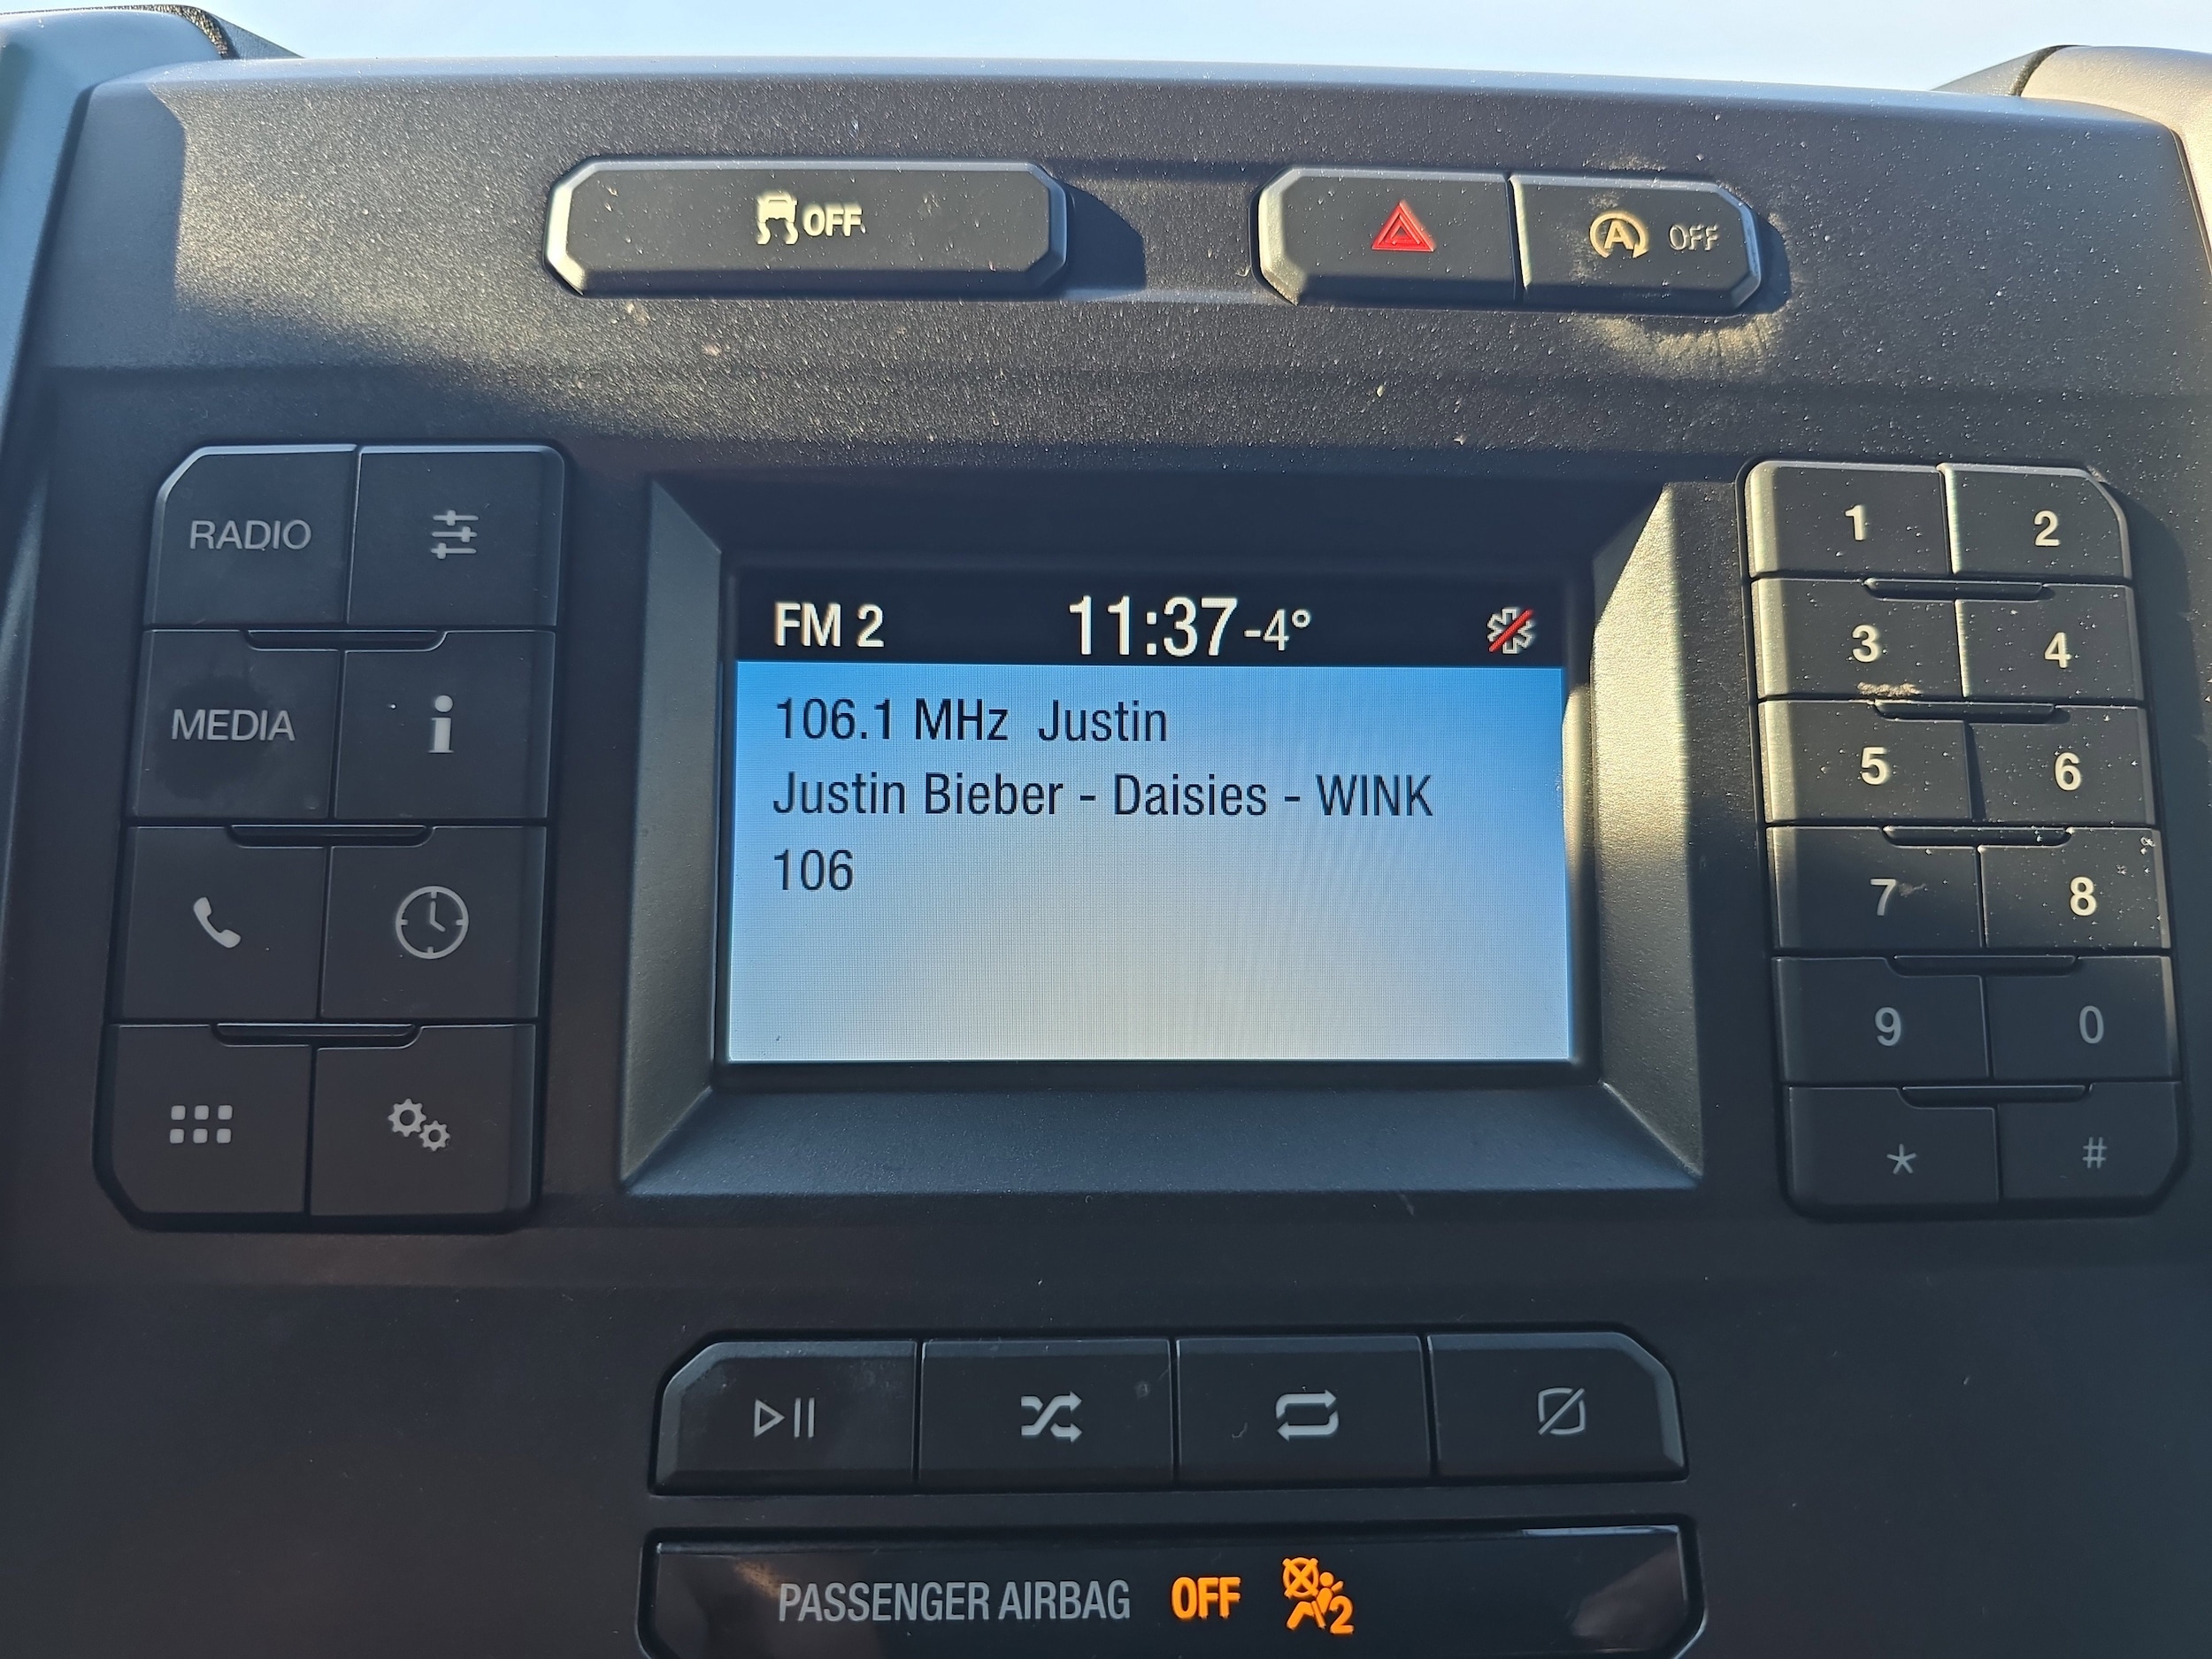 OFF
A OFF
RADIO
MEDIA
i
FM 2 11:37 -4°
106.1 MHz Justin
Justin Bieber - Daisies - WINK
106
1 2
3 4
5 6
7 8
9 0
* #
PASSENGER AIRBAG OFF 2